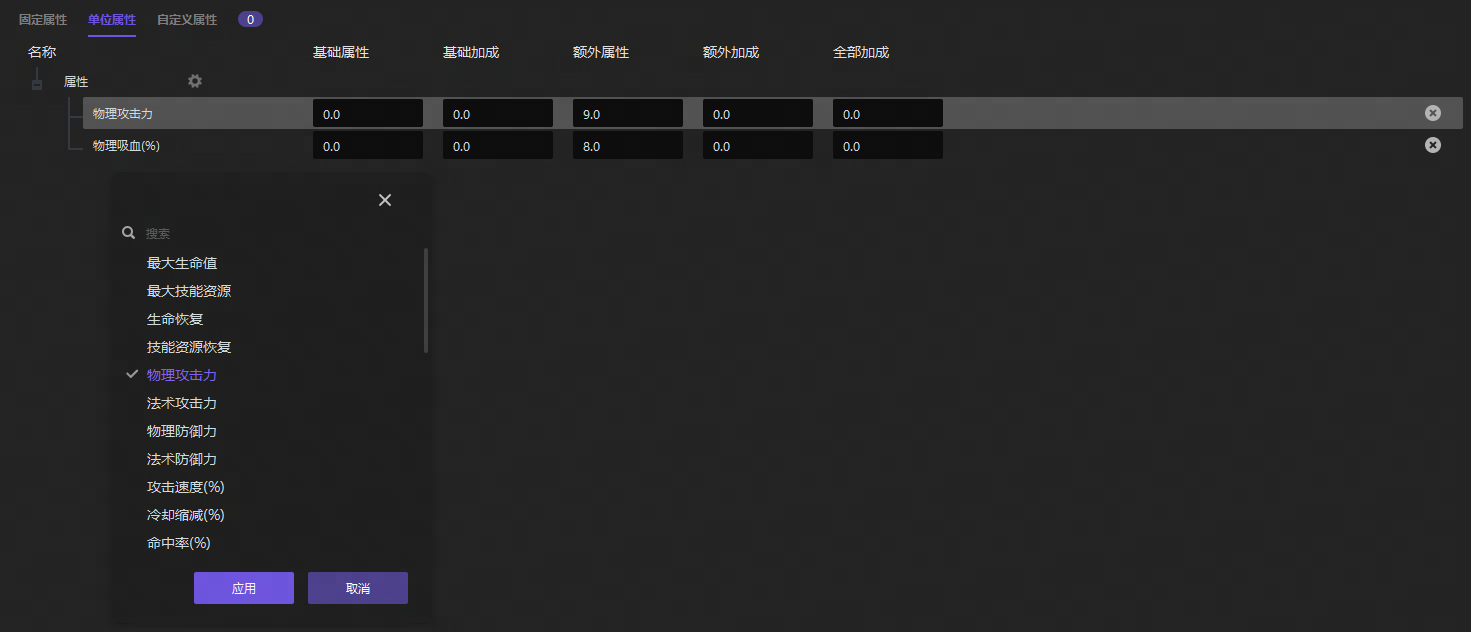 固定属性 单位属性 自定义属性 0
名称 基础属性 基础加成 额外属性 额外加成 全部加成
属性
物理攻击力 0.0 0.0 9.0 0.0 0.0
物理吸血(%) 0.0 0.0 8.0 0.0 0.0
搜索
最大生命值
最大技能资源
生命恢复
技能资源恢复
物理攻击力
法术攻击力
物理防御力
法术防御力
攻击速度(%)
冷却缩减(%)
命中率(%)
应用 取消